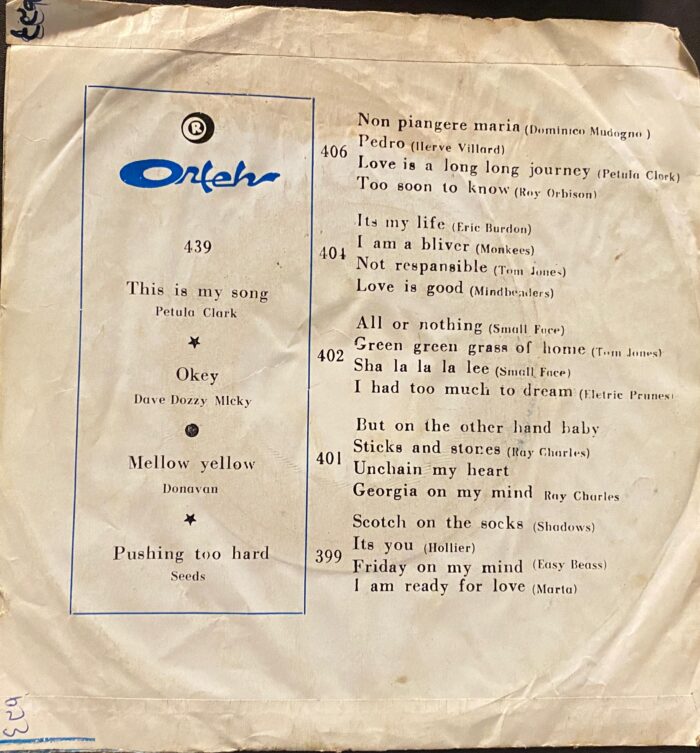 ®
Orfeh
439
This is my song
Petula Clark
★
Okey
Dave Dozzy MIcky
●
Mellow yellow
Donavan
★
Pushing too hard
Seeds
406
Non piangere maria (Dominico Mudogno )
Pedro (Herve Villard)
Love is a long long journey (Petula Clork)
Too soon to know (Roy Orbison)
404
Its my life (Eric Burdon)
I am a bliver (Monkees)
Not respansible (Tom Jones)
Love is good (Mindbenders)
402
All or nothing (Small Face)
Green green grass of home (Tom Jones)
Sha la la la lee (Small Face)
I had too much to dream (Eletric Prunes)
401
But on the other hand baby
Sticks and stones (Ray Charles)
Unchain my heart
Georgia on my mind Ray Charles
399
Scotch on the socks (Shadows)
Its you (Hollier)
Friday on my mind (Easy Beass)
I am ready for love (Marta)